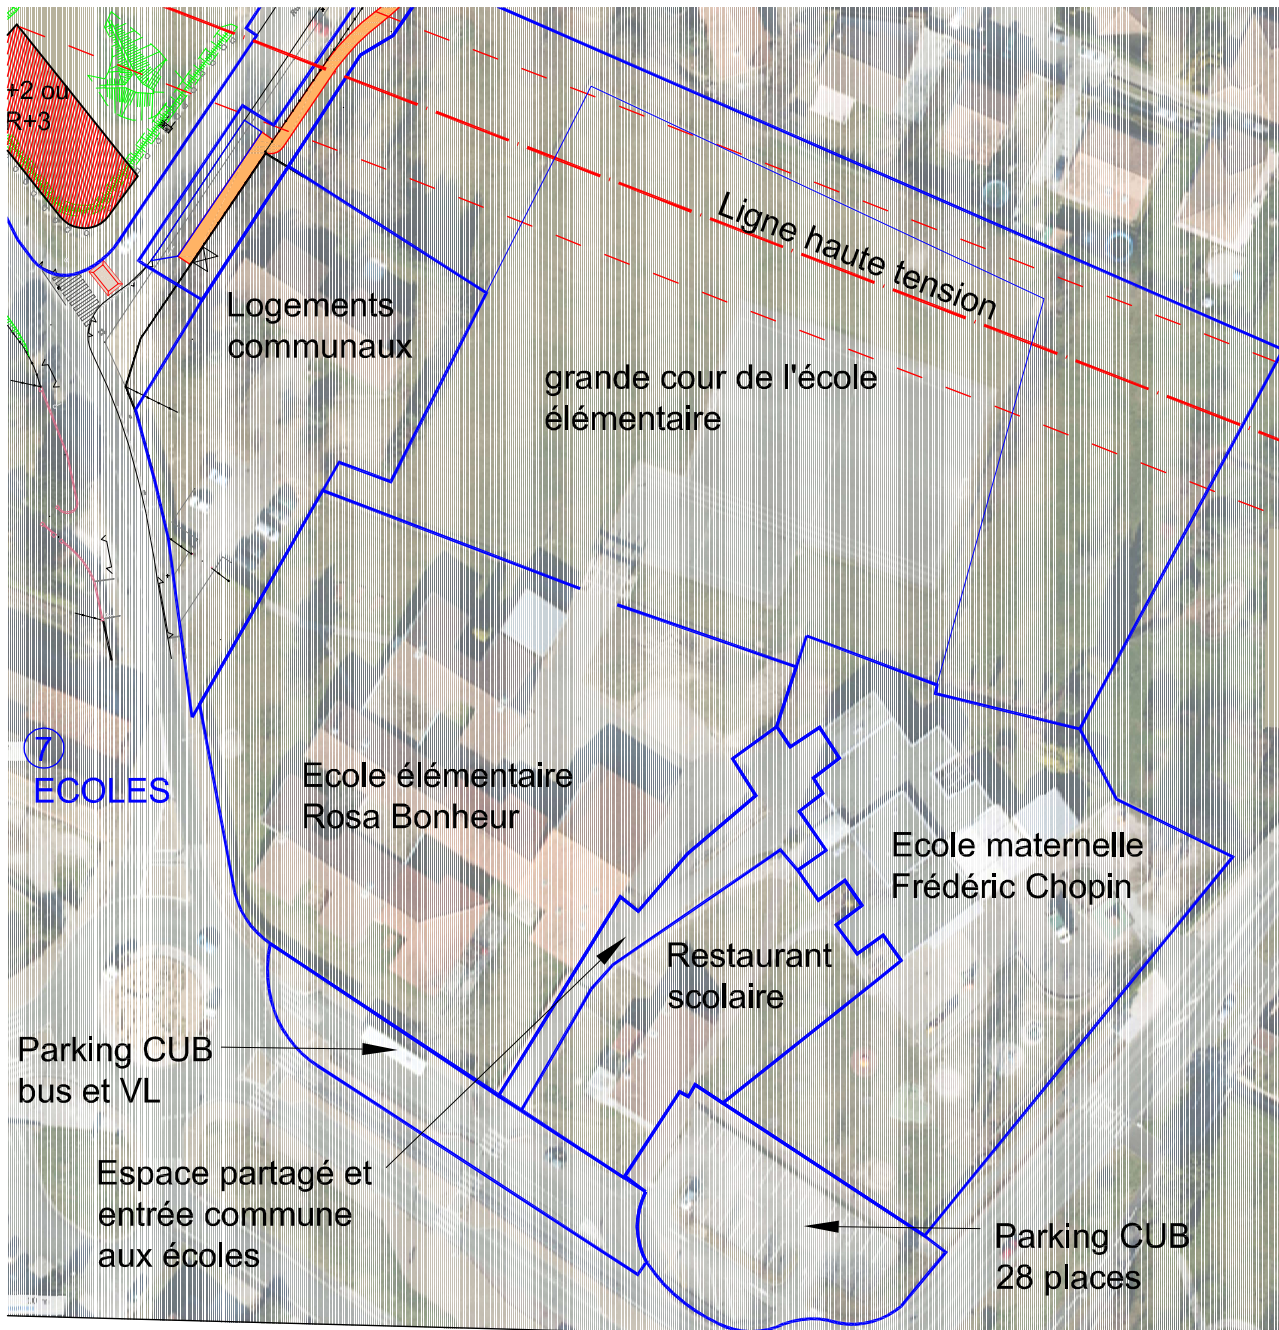 +2 ou
R+3
Ligne haute tension
Logements
communaux
grande cour de l'école
élémentaire
7
ECOLES
Ecole élémentaire
Rosa Bonheur
Ecole maternelle
Frédéric Chopin
Restaurant
scolaire
Parking CUB
bus et VL
Espace partagé et
entrée commune
aux écoles
Parking CUB
28 places